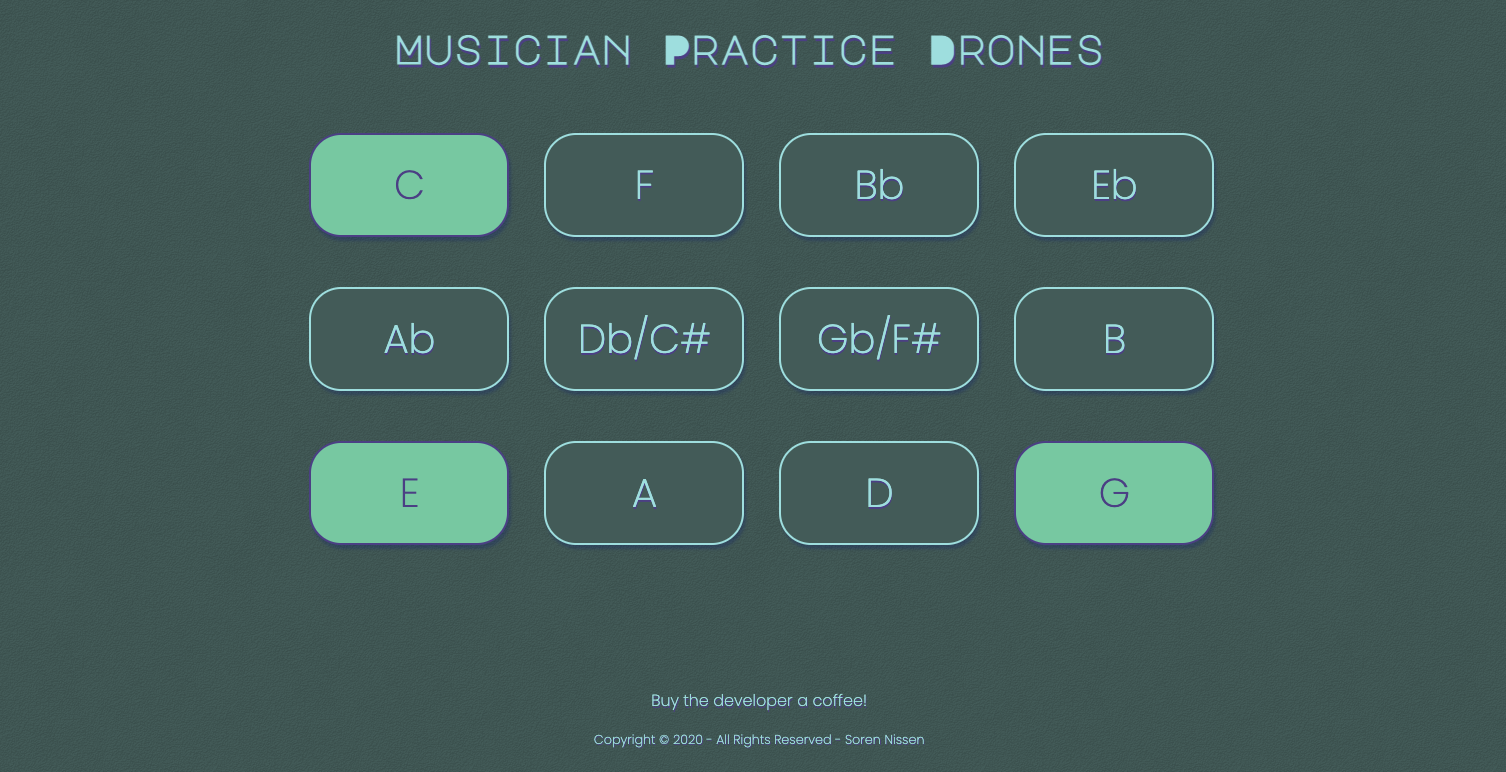 Musician Practice Drones
C F Bb Eb
Ab Db/C# Gb/F# B
E A D G
Buy the developer a coffee!
Copyright © 2020 - All Rights Reserved - Soren Nissen